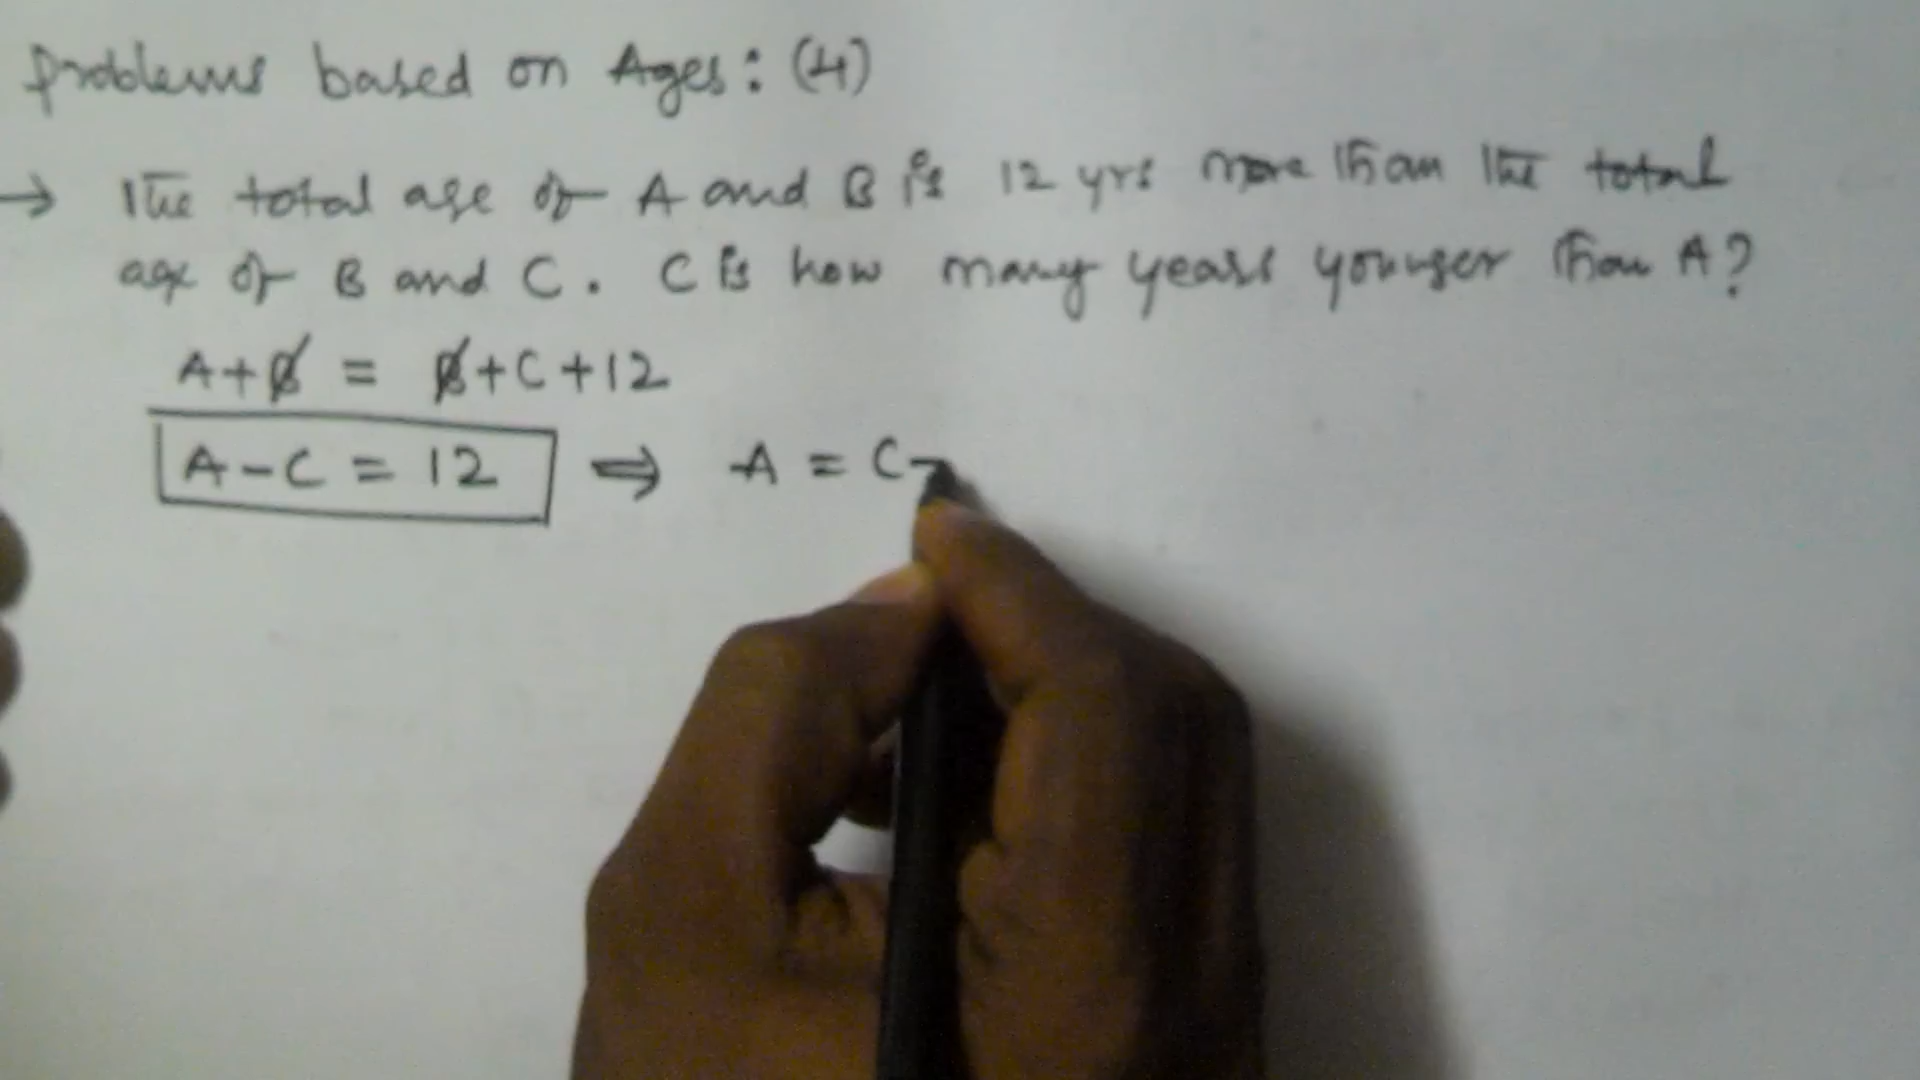 Problems based on Ages: (4)
→ The total age of A and B is 12 yrs more than the total
age of B and C. C is how many years younger than A?
A+B = B+C+12
A-C = 12 ⇒ A = C